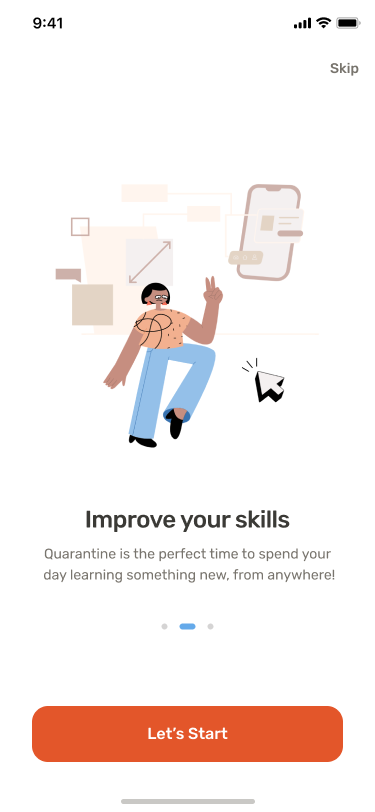 9:41
Skip
Improve your skills
Quarantine is the perfect time to spend your
day learning something new, from anywhere!
Let’s Start